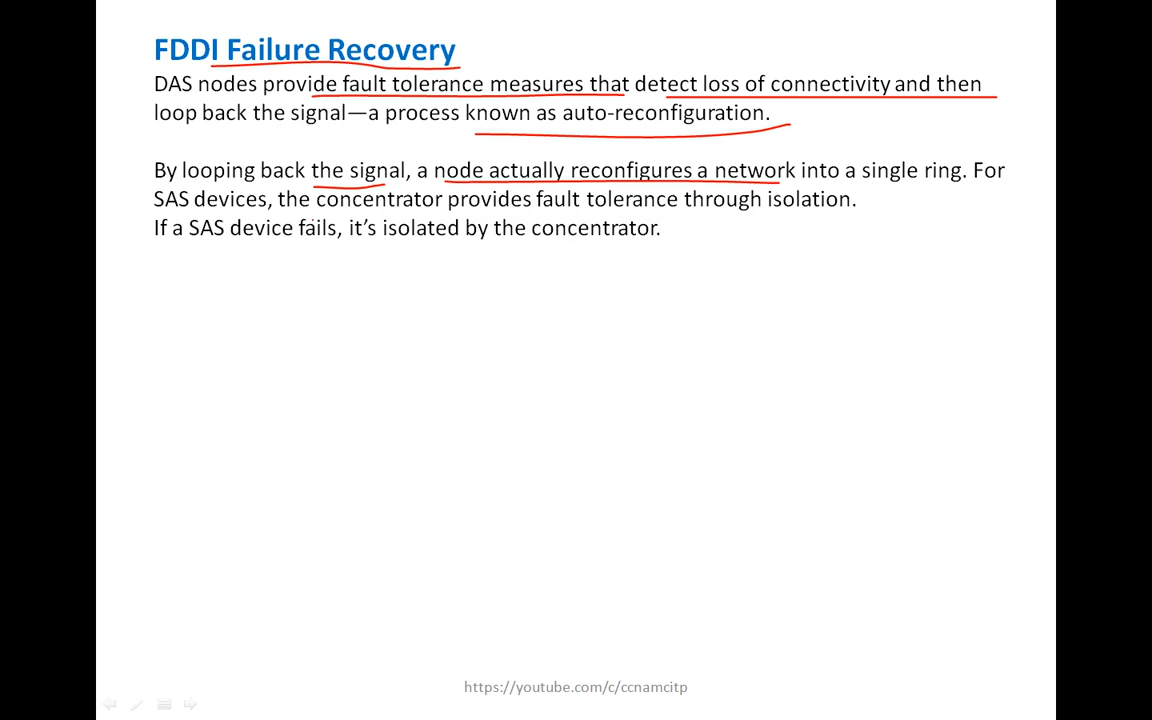 FDDI Failure Recovery
DAS nodes provide fault tolerance measures that detect loss of connectivity and then
loop back the signal—a process known as auto-reconfiguration.
By looping back the signal, a node actually reconfigures a network into a single ring. For
SAS devices, the concentrator provides fault tolerance through isolation.
If a SAS device fails, it’s isolated by the concentrator.
https://youtube.com/c/ccnamcitp